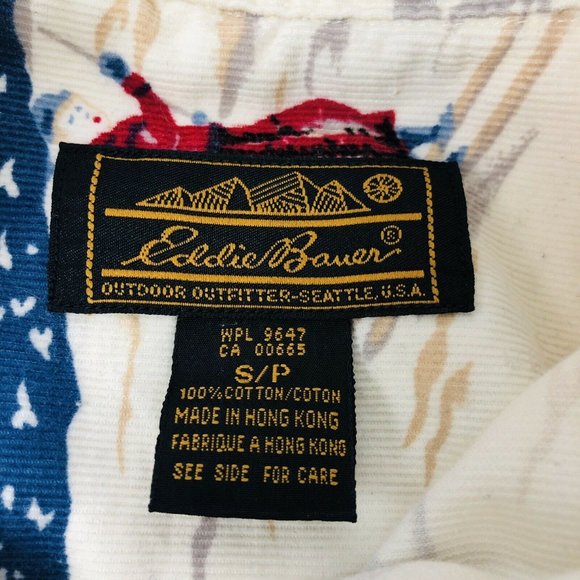 Eddie Bauer®
OUTDOOR OUTFITTER-SEATTLE, U.S.A.
WPL 9647
CA 00665
S/P
100% COTTON/COTON
MADE IN HONG KONG
FABRIQUE A HONG KONG
SEE SIDE FOR CARE